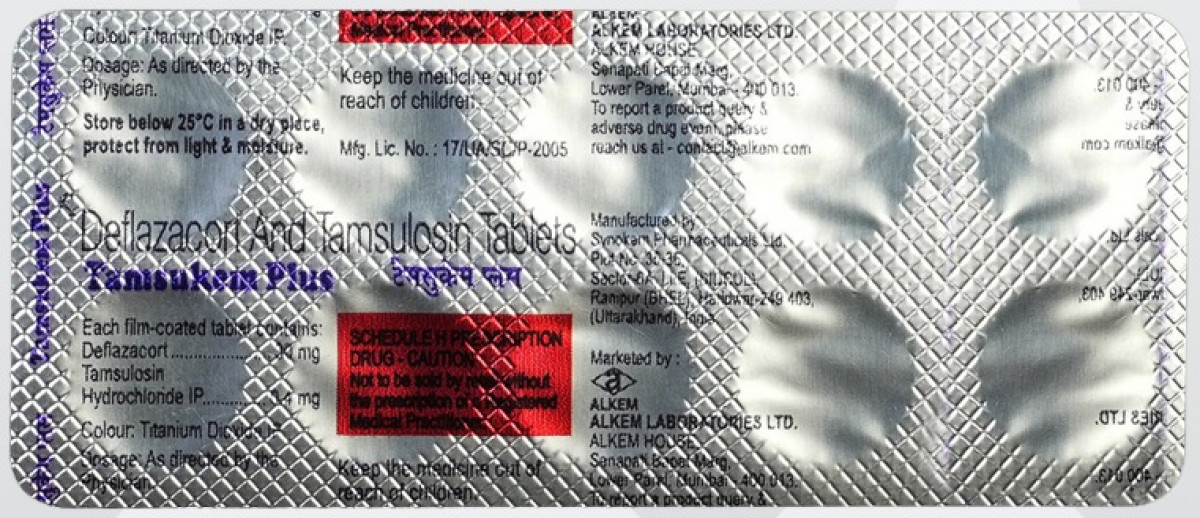 Colour: Titanium Dioxide IP.
Dosage: As directed by the
Physician.
Store below 25°C in a dry place,
protect from light & moisture.
Medical Practitioner.
Keep the medicine out of
reach of children.
Mfg. Lic. No. : 17/UA/SC/P-2005
ALKEM
ALKEM LABORATORIES LTD.
ALKEM HOUSE
Senapati Bapat Marg,
Lower Parel, Mumbai - 400 013.
To report a product query &
adverse drug event, please
reach us at - contact@alkem.com
Deflazacort And Tamsulosin Tablets
Tamsukem Plus टेमसुकेम प्लस
Each film-coated tablet contains:
Deflazacort mg
Tamsulosin
Hydrochloride IP 0.4 mg
Colour: Titanium Dioxide IP.
Dosage: As directed by the
Physician.
SCHEDULE H PRESCRIPTION
DRUG - CAUTION
Not to be sold by retail without
the prescription of a Registered
Medical Practitioner.
Keep the medicine out of
reach of children.
Manufactured by :
Synokem Pharmaceuticals Ltd.
Plot No.
Sector-6A, I.I.E, (SIDCUL),
Ranipur (BHEL), Haridwar-249 403,
(Uttarakhand), India.
Marketed by :
ALKEM
ALKEM LABORATORIES LTD.
ALKEM HOUSE
Senapati Bapat Marg,
Lower Parel, Mumbai - 400 013.
To report a product query &
Tamsukem Plus